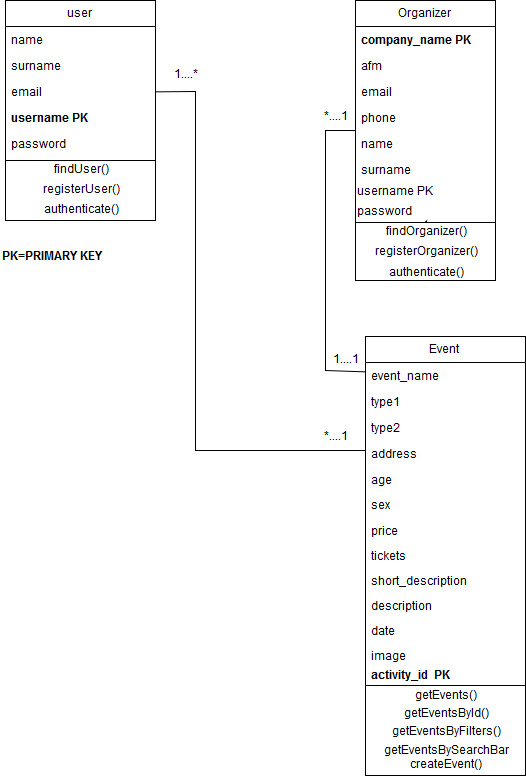 user
name
surname
email
username PK
password
findUser()
registerUser()
authenticate()
PK=PRIMARY KEY
Organizer
company_name PK
afm
email
phone
name
surname
username PK
password
findOrganizer()
registerOrganizer()
authenticate()
1....*
*....1
1....1
*....1
Event
event_name
type1
type2
address
age
sex
price
tickets
short_description
description
date
image
activity_id PK
getEvents()
getEventsById()
getEventsByFilters()
getEventsBySearchBar
createEvent()